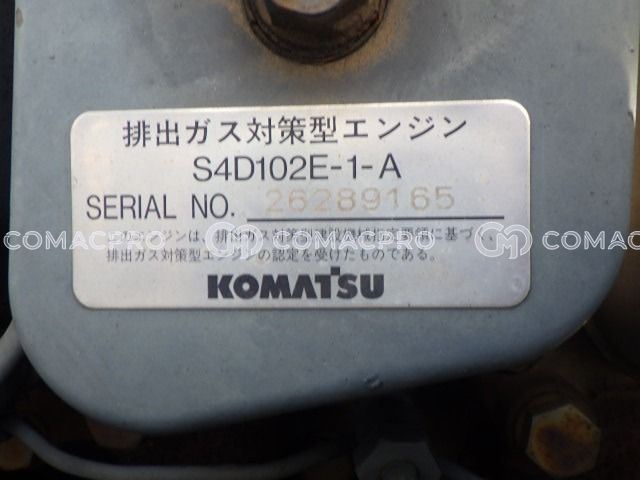 排出ガス対策型エンジン
S4D102E-1-A
SERIAL NO. 26289165
COMACPRO COMACPRO COMACPRO
排出ガス対策型エンジンの認定を受けたものである。
KOMATSU